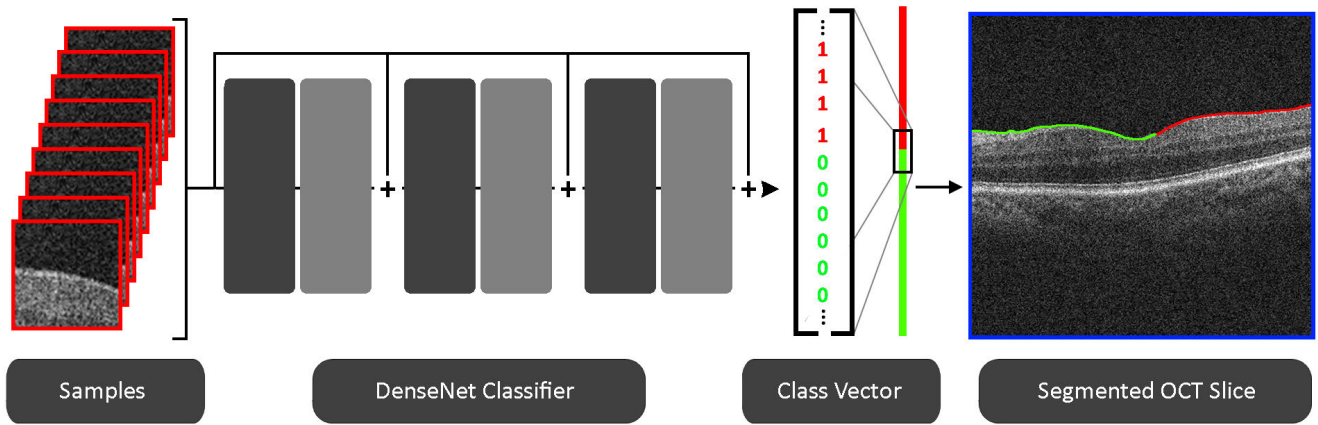 ⋮
1
1
1
1
0
0
0
0
0
0
⋮
+ + +
Samples
DenseNet Classifier
Class Vector
Segmented OCT Slice